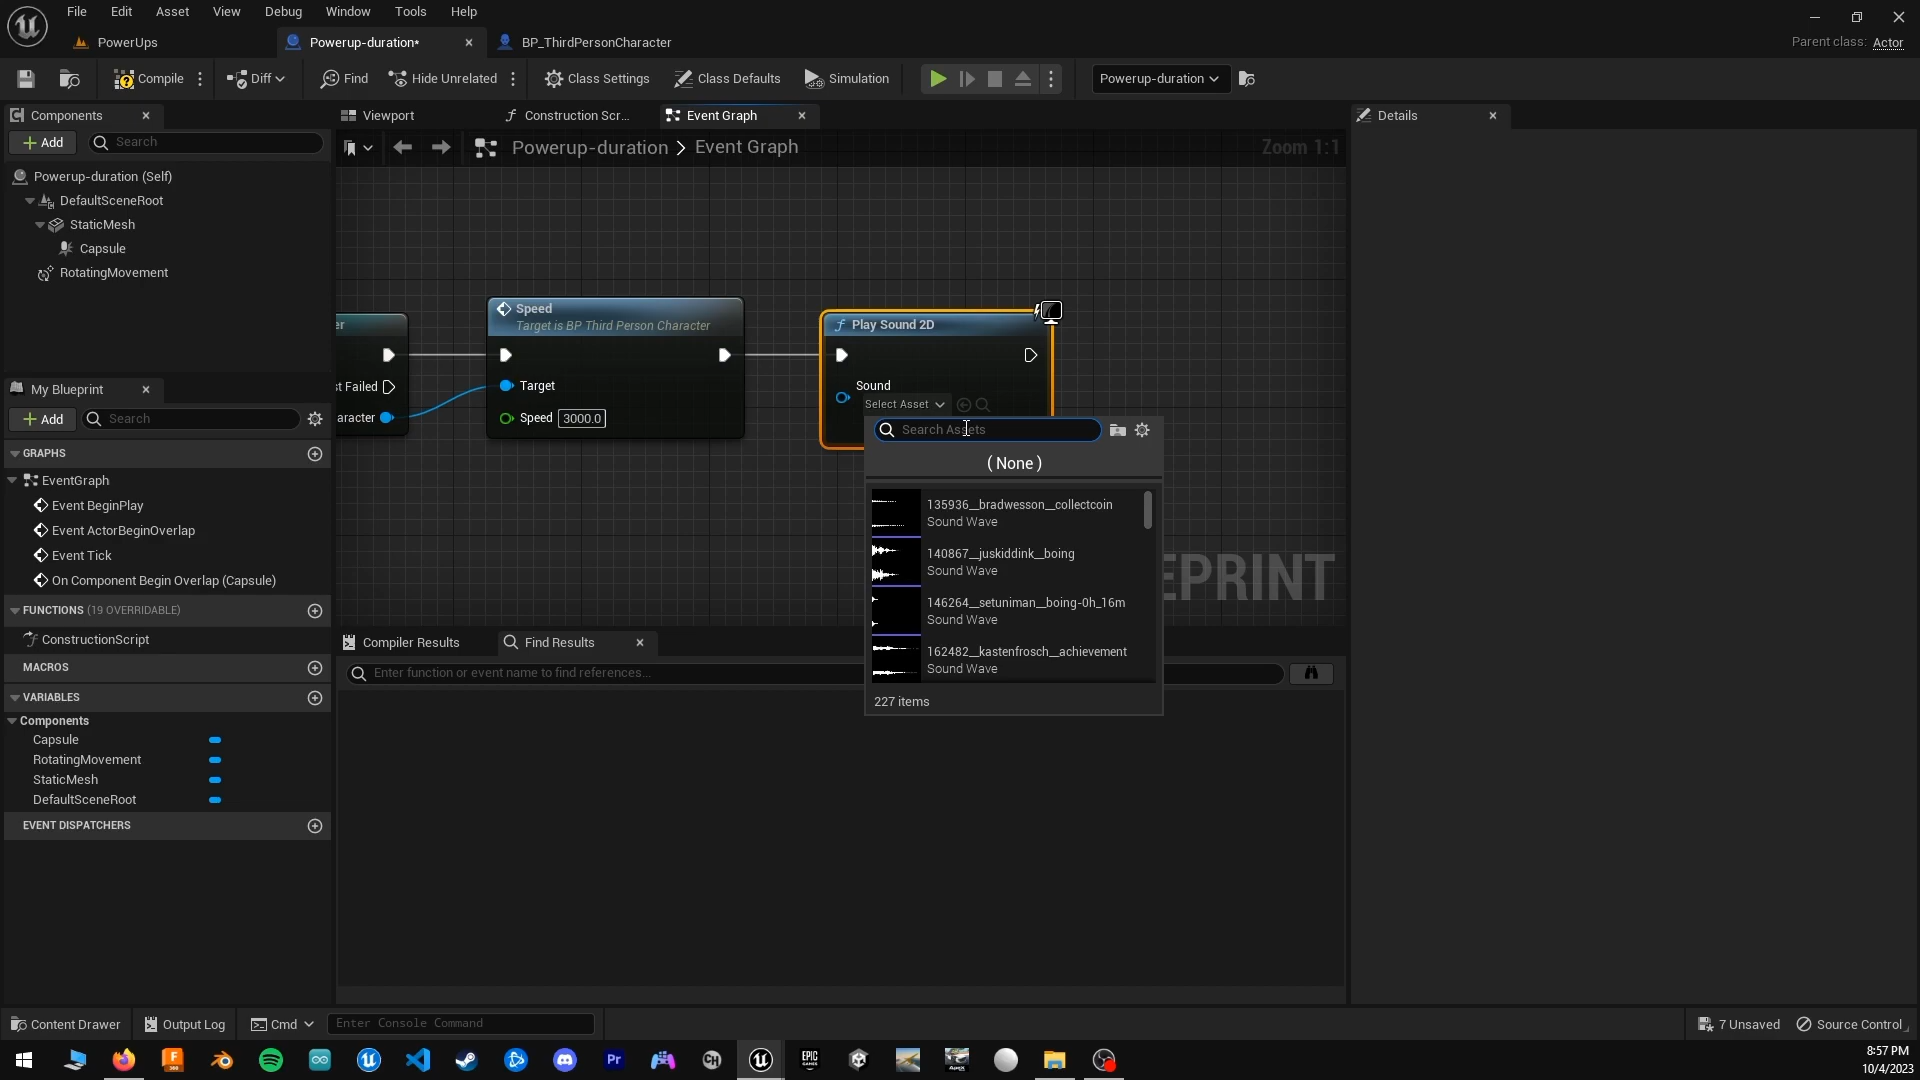 File Edit Asset View Debug Window Tools Help
PowerUps
Powerup-duration*
BP_ThirdPersonCharacter
Parent class: Actor
Compile
Diff
Find
Hide Unrelated
Class Settings
Class Defaults
Simulation
Powerup-duration
Components
Add
Search
Powerup-duration (Self)
DefaultSceneRoot
StaticMesh
Capsule
RotatingMovement
My Blueprint
Add
Search
GRAPHS
EventGraph
Event BeginPlay
Event ActorBeginOverlap
Event Tick
On Component Begin Overlap (Capsule)
FUNCTIONS (19 OVERRIDABLE)
ConstructionScript
MACROS
VARIABLES
Components
Capsule
RotatingMovement
StaticMesh
DefaultSceneRoot
EVENT DISPATCHERS
Viewport
Construction Scr...
Event Graph
Powerup-duration > Event Graph
Zoom 1:1
er
st Failed
aracter
Speed
Target is BP Third Person Character
Target
Speed 3000.0
Play Sound 2D
Sound
Select Asset
Search Assets
( None )
135936__bradwesson__collectcoin
Sound Wave
140867__juskiddink__boing
Sound Wave
146264__setuniman__boing-0h_16m
Sound Wave
162482__kastenfrosch__achievement
Sound Wave
227 items
EPRINT
Compiler Results
Find Results
Enter function or event name to find references...
Details
Content Drawer
Output Log
Cmd
Enter Console Command
7 Unsaved
Source Control
8:57 PM
10/4/2023